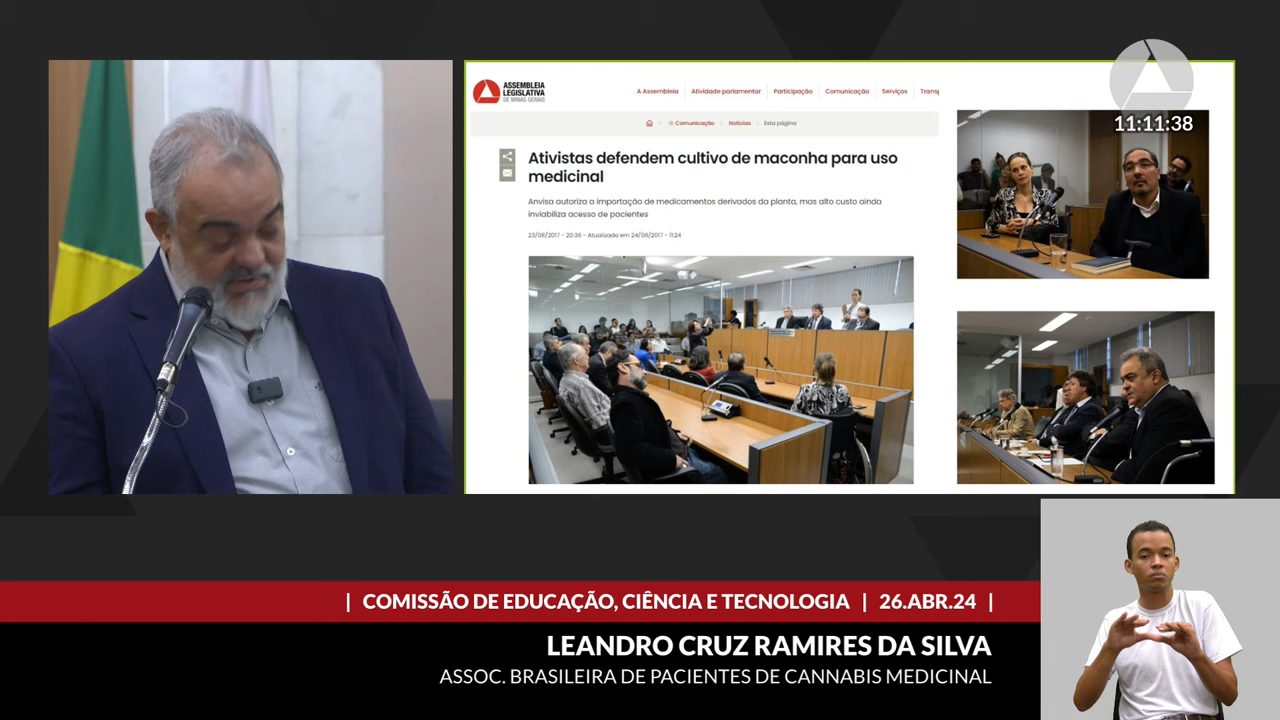 ASSEMBLEIA
LEGISLATIVA
DE MINAS GERAIS
A Assembleia Atividade parlamentar Participação Comunicação Serviços Transp
Comunicação Notícias Esta página
11:11:38
Ativistas defendem cultivo de maconha para uso
medicinal
Anvisa autoriza a importação de medicamentos derivados da planta, mas alto custo ainda
inviabiliza acesso de pacientes
23/08/2017 - 20:36 - Atualizado em 24/08/2017 - 11:24
| COMISSÃO DE EDUCAÇÃO, CIÊNCIA E TECNOLOGIA | 26.ABR.24 |
LEANDRO CRUZ RAMIRES DA SILVA
ASSOC. BRASILEIRA DE PACIENTES DE CANNABIS MEDICINAL